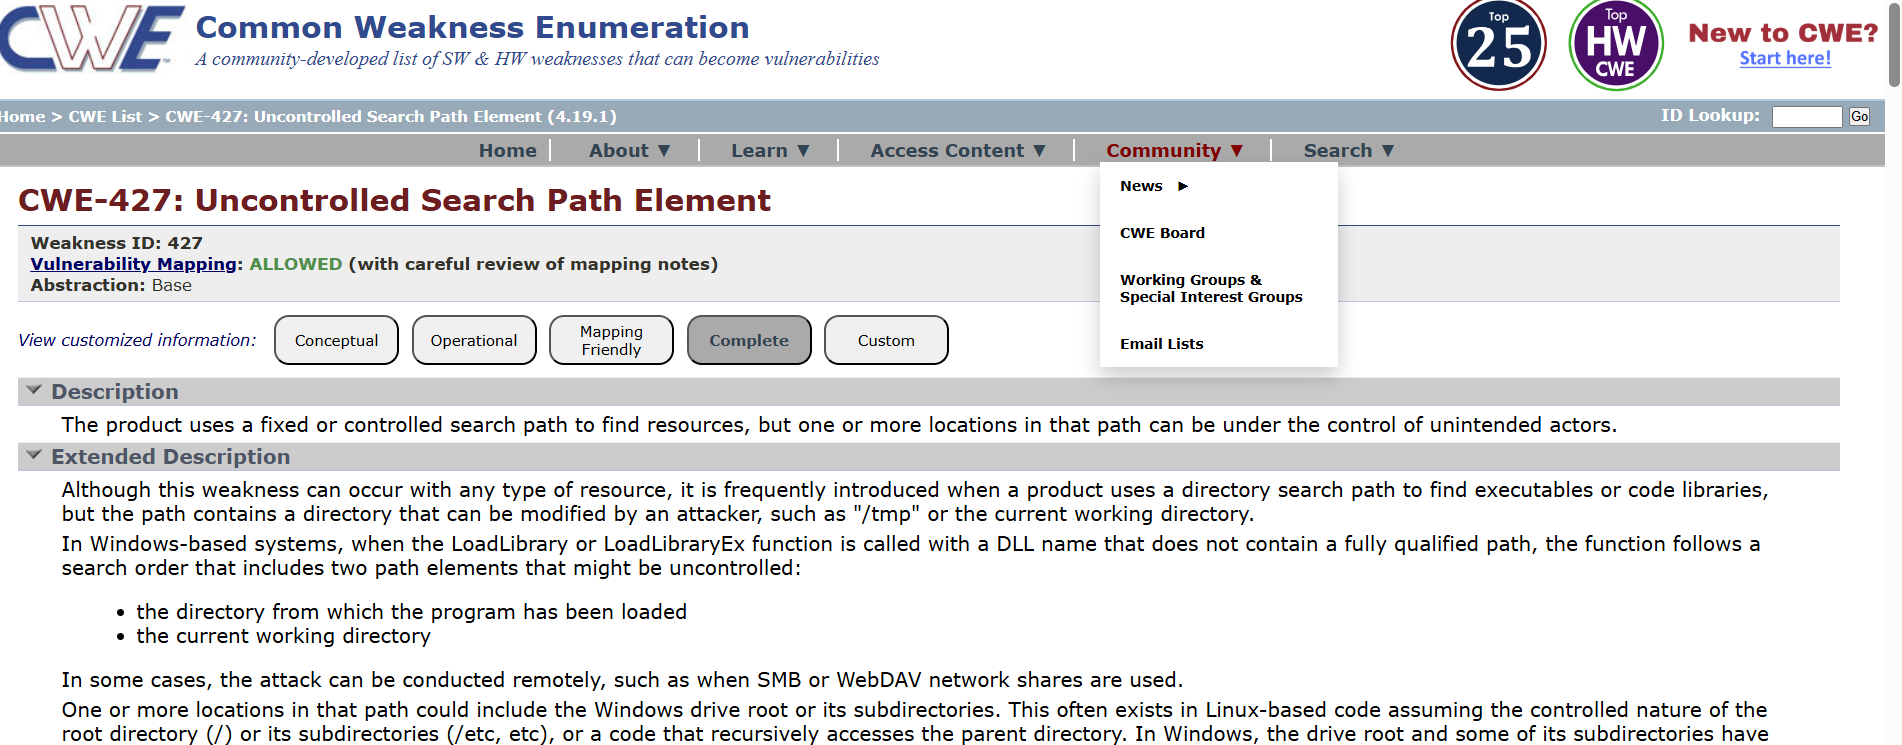 CWE™
Common Weakness Enumeration
A community-developed list of SW & HW weaknesses that can become vulnerabilities
Top
25
Top
HW
CWE
New to CWE?
Start here!
Home > CWE List > CWE-427: Uncontrolled Search Path Element (4.19.1)
ID Lookup:
Go
Home
About ▼
Learn ▼
Access Content ▼
Community ▼
Search ▼
News ►
CWE Board
Working Groups &
Special Interest Groups
Email Lists
CWE-427: Uncontrolled Search Path Element
Weakness ID: 427
Vulnerability Mapping: ALLOWED (with careful review of mapping notes)
Abstraction: Base
View customized information:
Conceptual
Operational
Mapping
Friendly
Complete
Custom
Description
The product uses a fixed or controlled search path to find resources, but one or more locations in that path can be under the control of unintended actors.
Extended Description
Although this weakness can occur with any type of resource, it is frequently introduced when a product uses a directory search path to find executables or code libraries,
but the path contains a directory that can be modified by an attacker, such as "/tmp" or the current working directory.
In Windows-based systems, when the LoadLibrary or LoadLibraryEx function is called with a DLL name that does not contain a fully qualified path, the function follows a
search order that includes two path elements that might be uncontrolled:
• the directory from which the program has been loaded
• the current working directory
In some cases, the attack can be conducted remotely, such as when SMB or WebDAV network shares are used.
One or more locations in that path could include the Windows drive root or its subdirectories. This often exists in Linux-based code assuming the controlled nature of the
root directory (/) or its subdirectories (/etc, etc), or a code that recursively accesses the parent directory. In Windows, the drive root and some of its subdirectories have